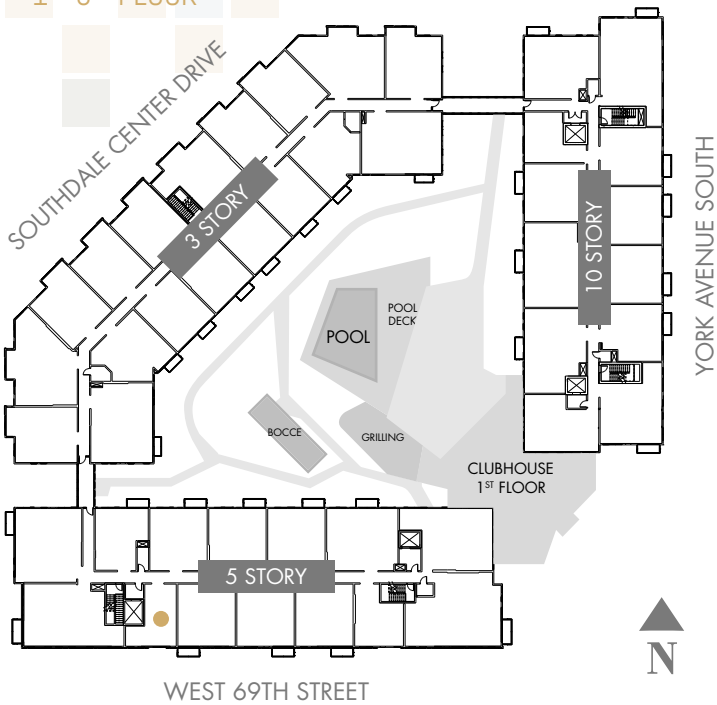 FLOOR
SOUTHDALE CENTER DRIVE
3 STORY
10 STORY
YORK AVENUE SOUTH
POOL
DECK
POOL
BOCCE
GRILLING
CLUBHOUSE
1ST FLOOR
5 STORY
N
WEST 69TH STREET